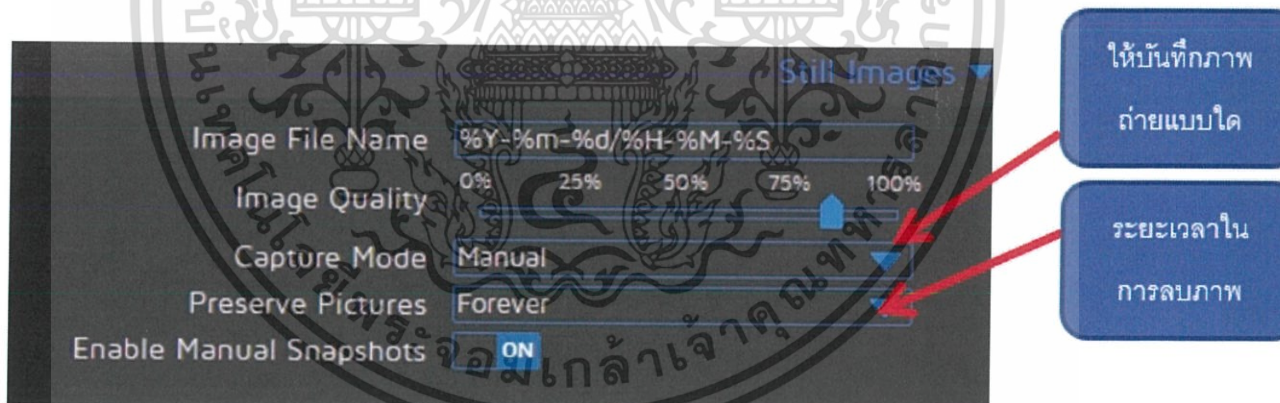 Still Images
ให้บันทึกภาพ
ถ่ายแบบใด
Image File Name %Y-%m-%d/%H-%M-%S
Image Quality 0% 25% 50% 75% 100%
Capture Mode Manual
Preserve Pictures Forever
Enable Manual Snapshots ON
ระยะเวลาใน
การลบภาพ